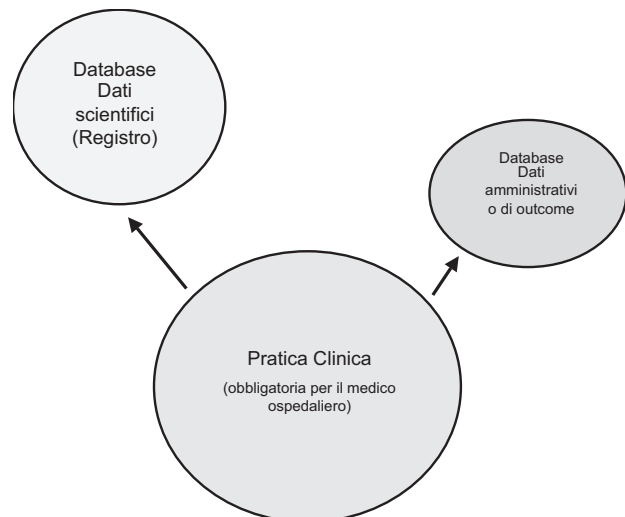 Database
Dati
scientifici
(Registro)
Database
Dati
amministrativi
o di outcome
Pratica Clinica
(obbligatoria per il medico
ospedaliero)